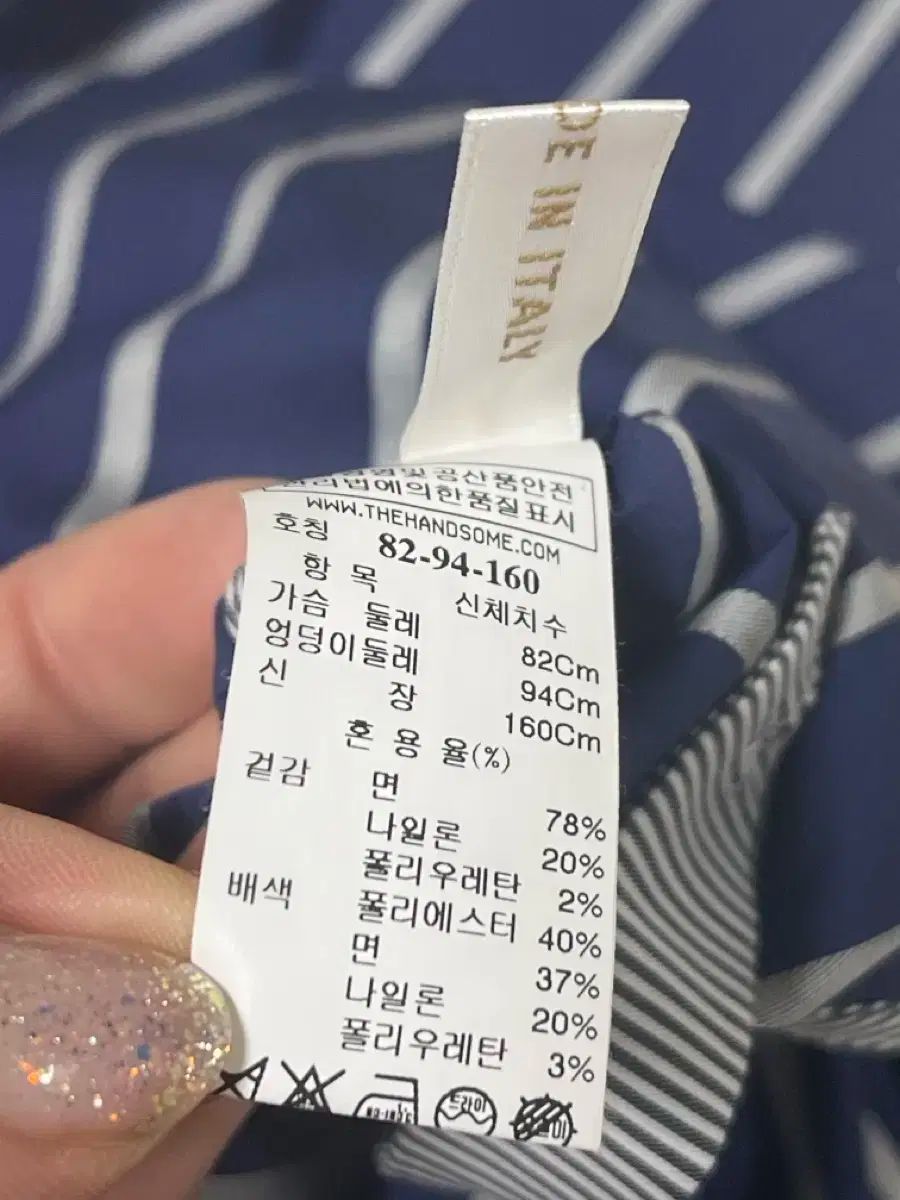 DE IN ITALY
및 공산품안전
법에의한품질표시
WWW.THEHANDSOME.COM
호칭 82-94-160
항 목 신체치수
가슴 둘레 82Cm
엉덩이둘레 94Cm
신 장 160Cm
혼 용 율(%)
겉감 면 78%
나일론 20%
폴리우레탄 2%
배색 폴리에스터 40%
면 37%
나일론 20%
폴리우레탄 3%
드라이